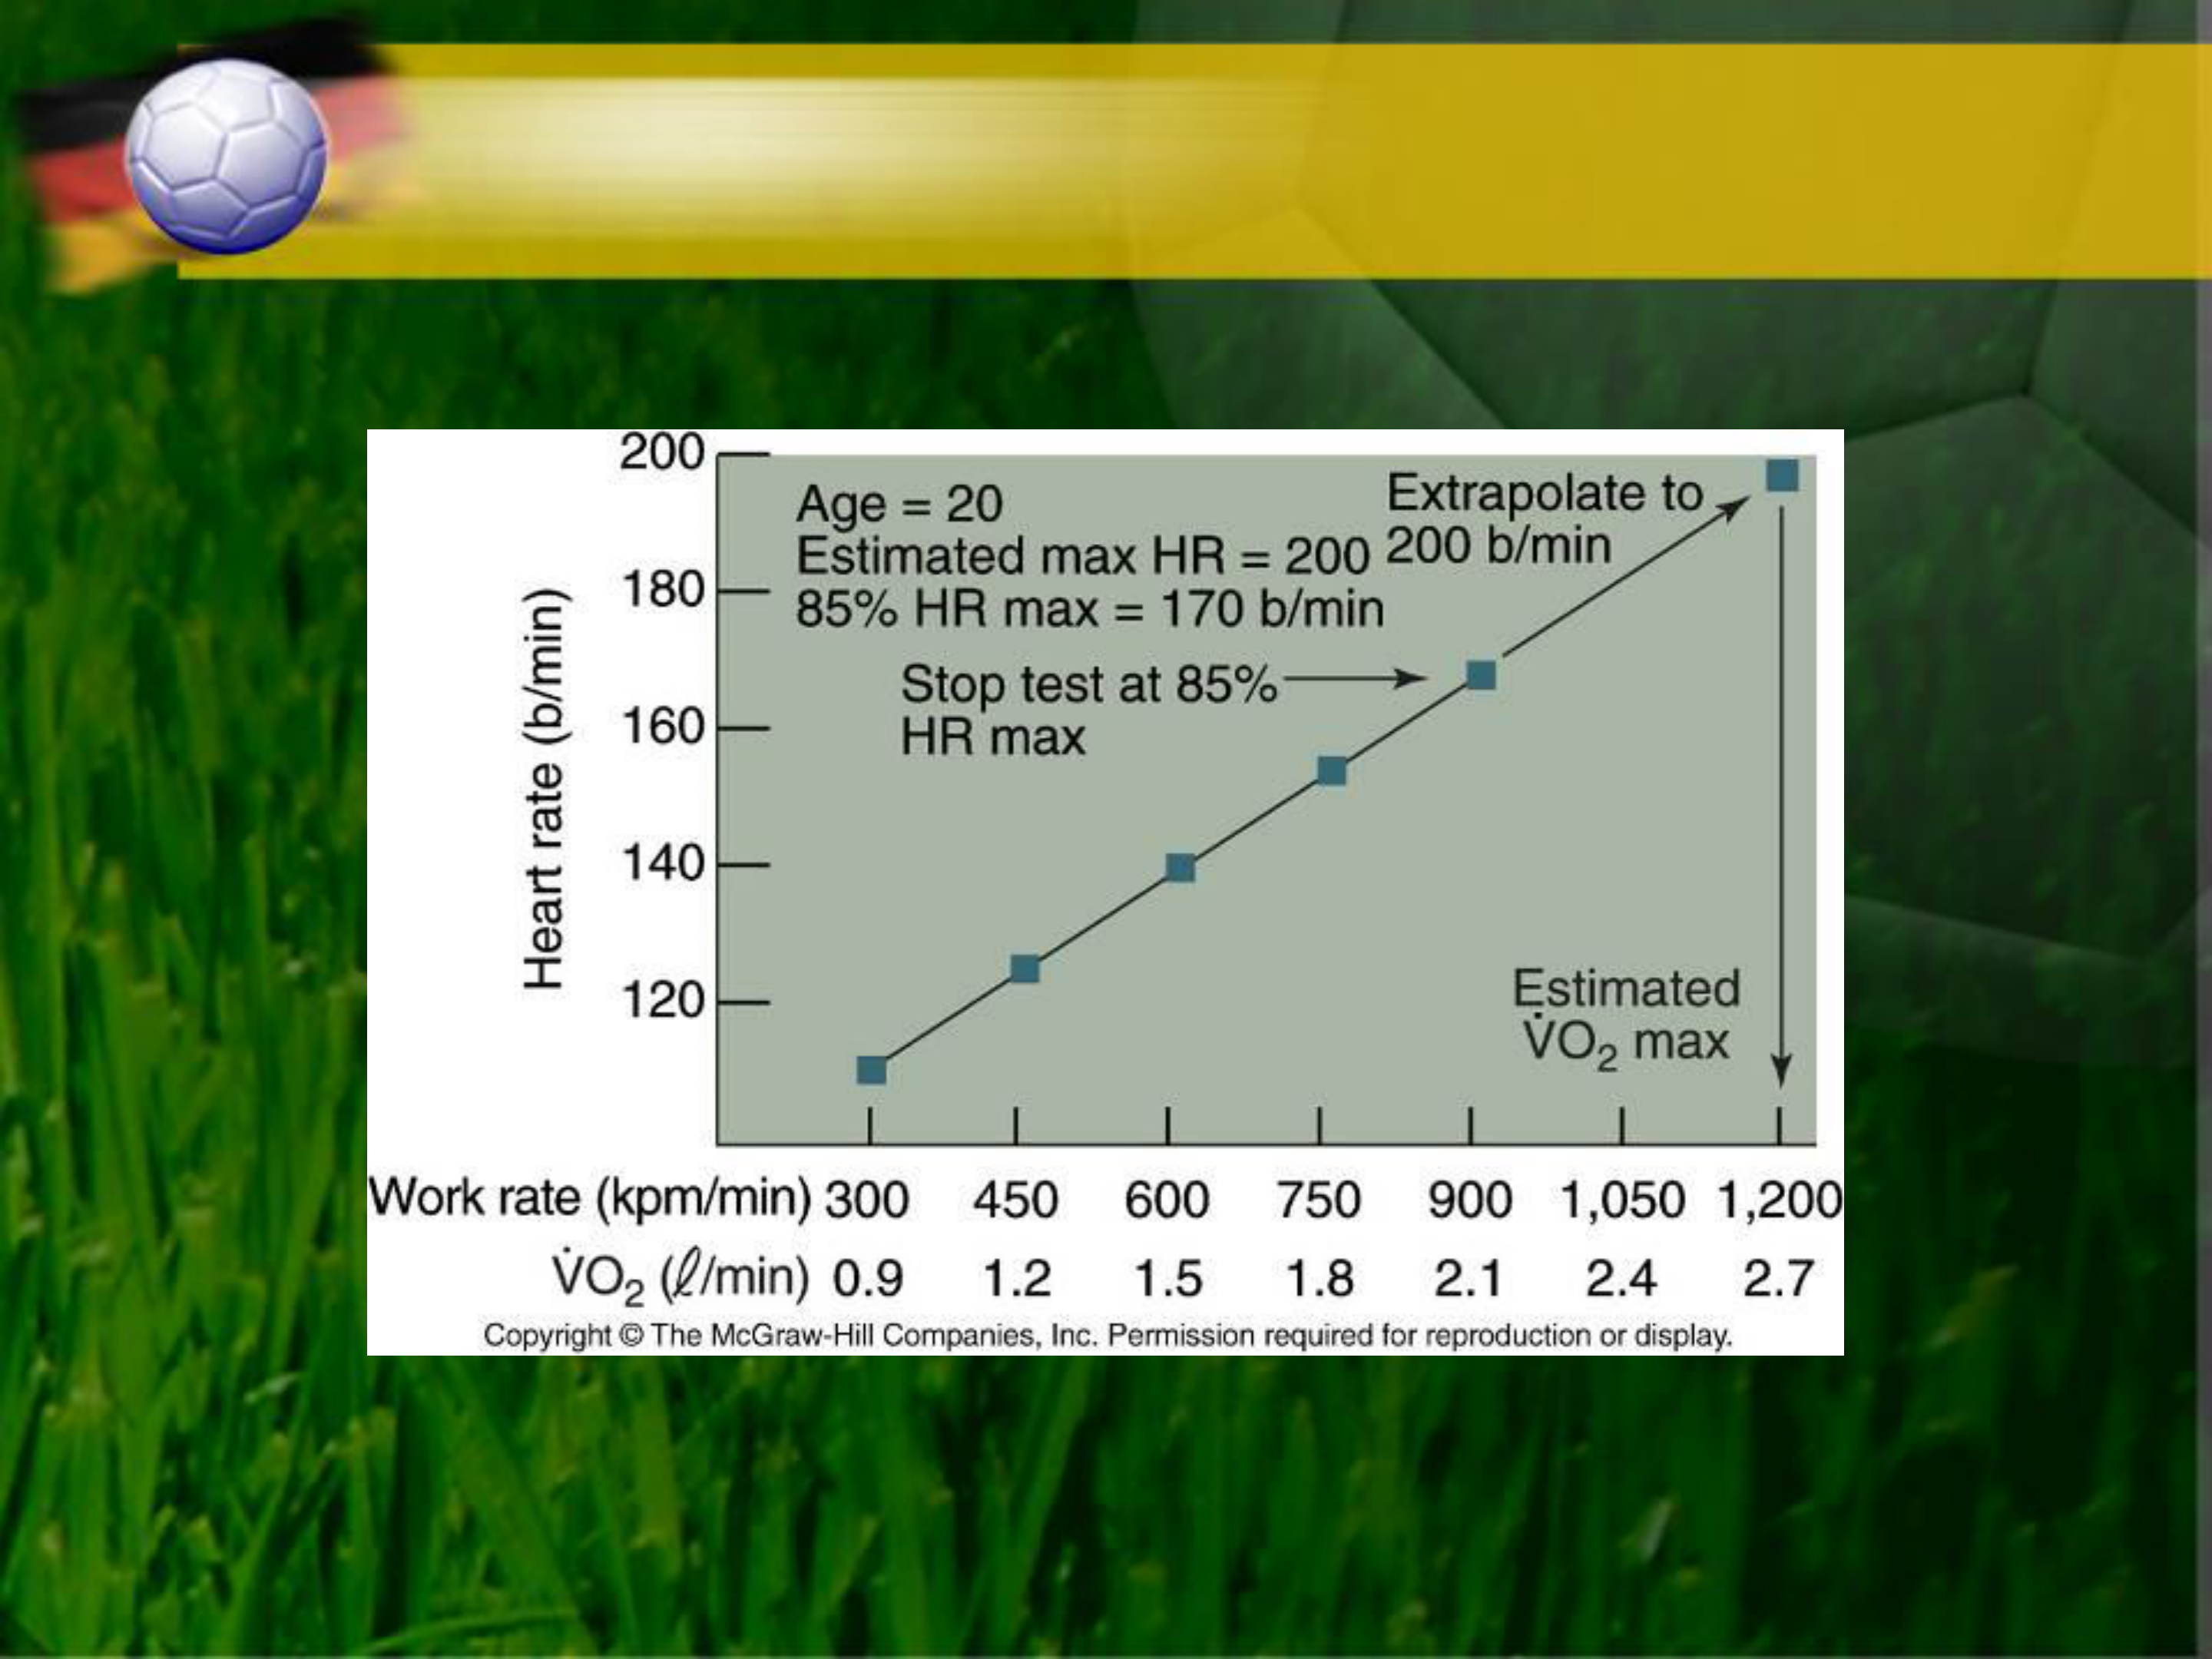 200
Age = 20
Extrapolate to
Estimated max HR = 200
200 b/min
180
85% HR max = 170 b/min
Stop test at 85%
HR max
160
140
120
Heart rate (b/min)
Estimated
V̇O₂ max
Work rate (kpm/min) 300 450 600 750 900 1,050 1,200
V̇O₂ (ℓ/min) 0.9 1.2 1.5 1.8 2.1 2.4 2.7
Copyright © The McGraw-Hill Companies, Inc. Permission required for reproduction or display.